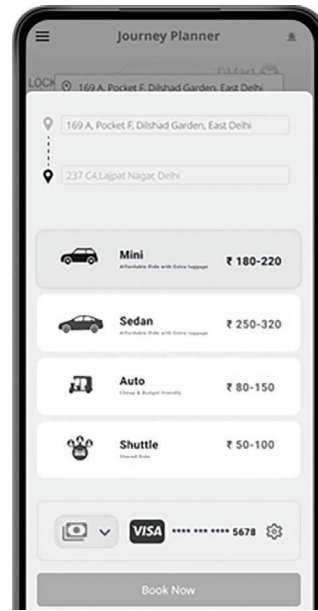 Journey Planner
DMart
LOCK
169 A, Pocket F, Dilshad Garden, East Delhi
169 A, Pocket F, Dilshad Garden, East Delhi
237 C4,Lajpat Nagar, Delhi
Mini
Affordable Ride with Extra luggage
₹ 180-220
Sedan
Affordable Ride with Extra luggage
₹ 250-320
Auto
Cheap & Budget Friendly
₹ 80-150
Shuttle
Shared Ride
₹ 50-100
VISA **** *** **** 5678
Book Now